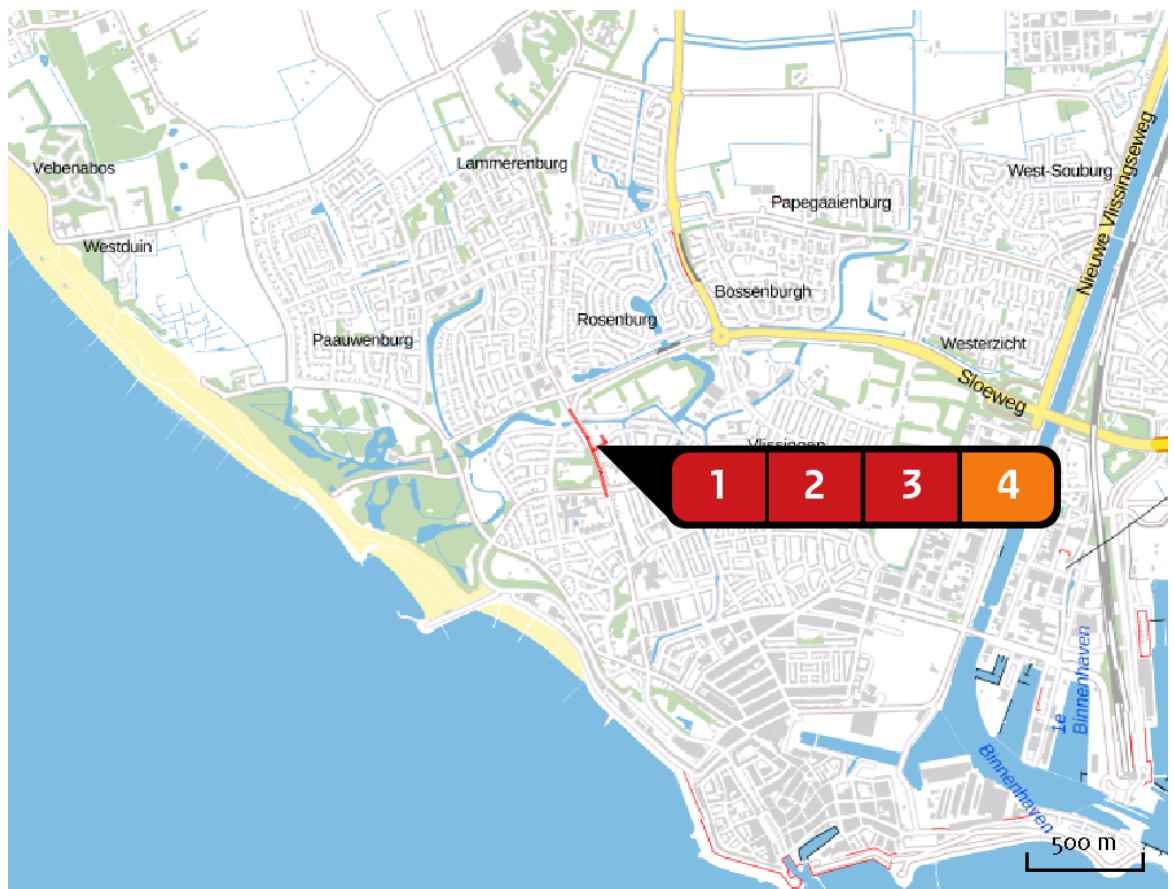 Vebenabos
Lammerenburg
West-Souburg
Papegaaienburg
Nieuwe Vlissingseweg
Westduin
Bossenburgh
Rosenburg
Paauwenburg
Westerzicht
Sloeweg
Vlissingen
1 2 3 4
1e
Binnenhaven
Binnenhaven
500 m